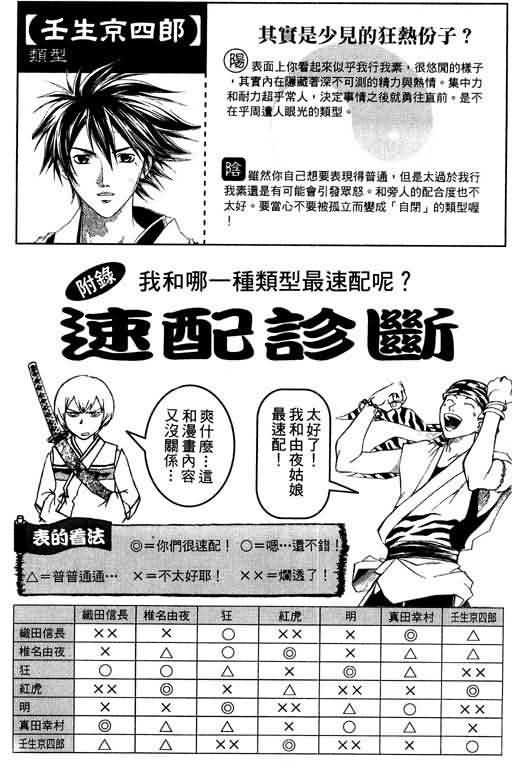 【壬生京四郎】
類型
其實是少見的狂熱份子？
陽 表面上你看起來似乎我行我素，很悠閒的樣子
，其實內在隱藏著深不可測的精力與熱情。集中力
和耐力超乎常人，決定事情之後就勇往直前。是不
在乎周遭人眼光的類型。
陰 雖然你自己想要表現得普通，但是太過於我行
我素還是有可能會引發眾怒。和旁人的配合度也不
太好。要當心不要被孤立而變成「自閉」的類型喔
！
附錄
我和哪一種類型最速配呢？
速配診斷
太好了！
我和由夜姑娘
最速配！
爽什麼…這
和漫畫內容
又沒關係…
表的看法
◎＝你們很速配！ ○＝嗯…還不錯！
△＝普普通通… ×＝不太好耶！ ××＝爛透了！
織田信長 椎名由夜 狂 紅虎 明 真田幸村 壬生京四郎
織田信長 ×× × ○ ×× × ◎ △
椎名由夜 × △ ○ ◎ × △ △
狂 ○ ○ △ × ◎ △ ××
紅虎 ×× ◎ × △ ×× × ◎
明 × × ◎ ×× △ ○ ××
真田幸村 ◎ △ △ × ○ △ ×
壬生京四郎 △ △ ×× ◎ ×× × ○